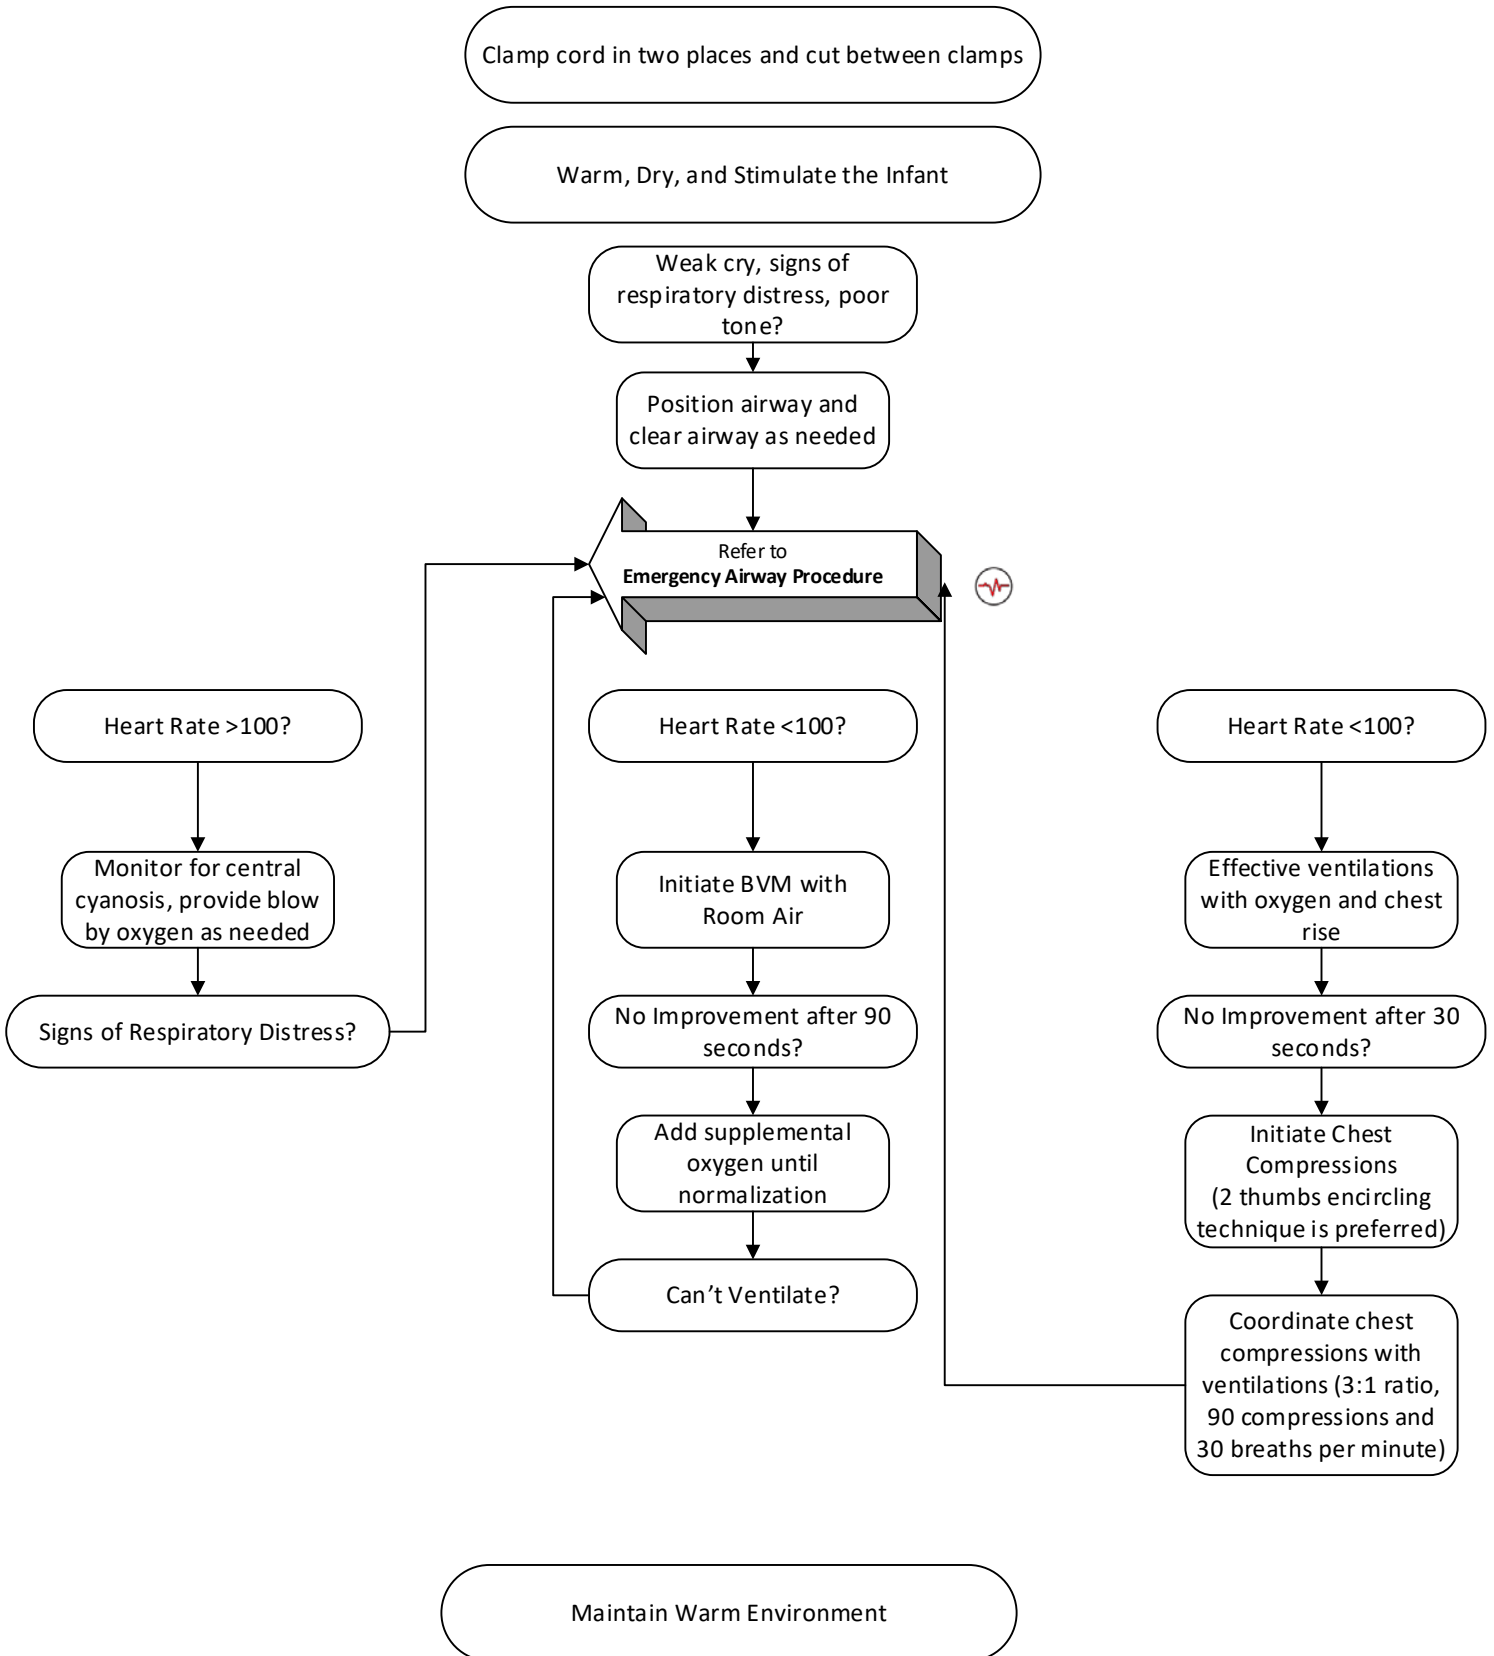 Clamp cord in two places and cut between clamps
Warm, Dry, and Stimulate the Infant
Weak cry, signs of
respiratory distress, poor
tone?
Position airway and
clear airway as needed
Refer to
Emergency Airway Procedure
Heart Rate >100?
Monitor for central
cyanosis, provide blow
by oxygen as needed
Signs of Respiratory Distress?
Heart Rate <100?
Initiate BVM with
Room Air
No Improvement after 90
seconds?
Add supplemental
oxygen until
normalization
Can’t Ventilate?
Heart Rate <100?
Effective ventilations
with oxygen and chest
rise
No Improvement after 30
seconds?
Initiate Chest
Compressions
(2 thumbs encircling
technique is preferred)
Coordinate chest
compressions with
ventilations (3:1 ratio,
90 compressions and
30 breaths per minute)
Maintain Warm Environment